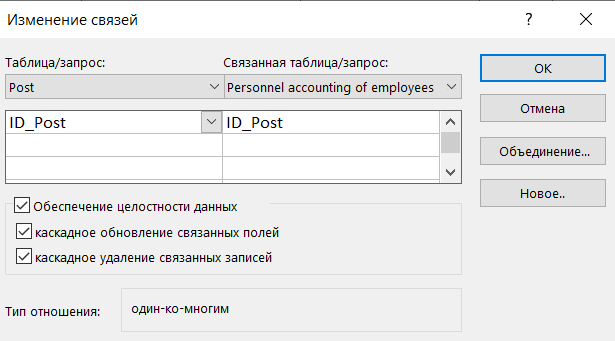 Изменение связей
? ×
Таблица/запрос: Связанная таблица/запрос:
Post Personnel accounting of employees
ID_Post ID_Post
Обеспечение целостности данных
каскадное обновление связанных полей
каскадное удаление связанных записей
Тип отношения: один-ко-многим
ОК
Отмена
Объединение...
Новое..